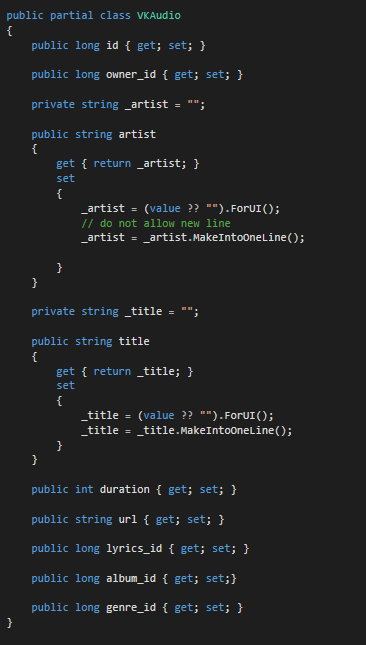 public partial class VKAudio
{
    public long id { get; set; }
    public long owner_id { get; set; }
    private string _artist = "";
    public string artist
    {
        get { return _artist; }
        set
        {
            _artist = (value ?? "").ForUI();
            // do not allow new line
            _artist = _artist.MakeIntoOneLine();
        }
    }
    private string _title = "";
    public string title
    {
        get { return _title; }
        set
        {
            _title = (value ?? "").ForUI();
            _title = _title.MakeIntoOneLine();
        }
    }
    public int duration { get; set; }
    public string url { get; set; }
    public long lyrics_id { get; set; }
    public long album_id { get; set;}
    public long genre_id { get; set; }
}